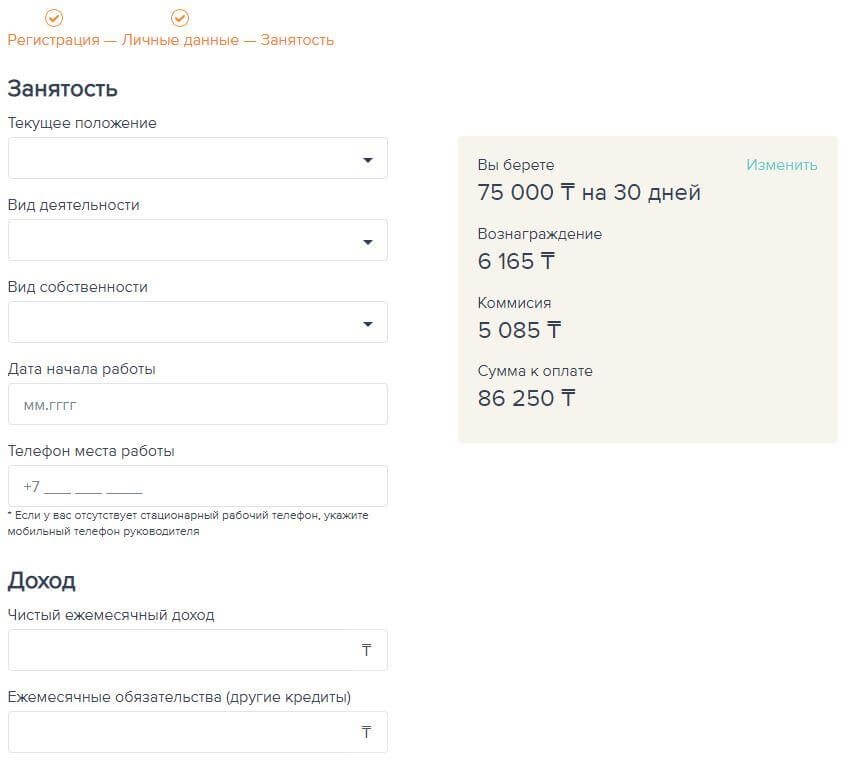 Регистрация — Личные данные — Занятость
Занятость
Текущее положение
Вид деятельности
Вид собственности
Дата начала работы
мм.гггг
Телефон места работы
+7 ___ ___ ____
* Если у вас отсутствует стационарный рабочий телефон, укажите
мобильный телефон руководителя
Доход
Чистый ежемесячный доход
₸
Ежемесячные обязательства (другие кредиты)
₸
Вы берете
Изменить
75 000 ₸ на 30 дней
Вознаграждение
6 165 ₸
Коммисия
5 085 ₸
Сумма к оплате
86 250 ₸